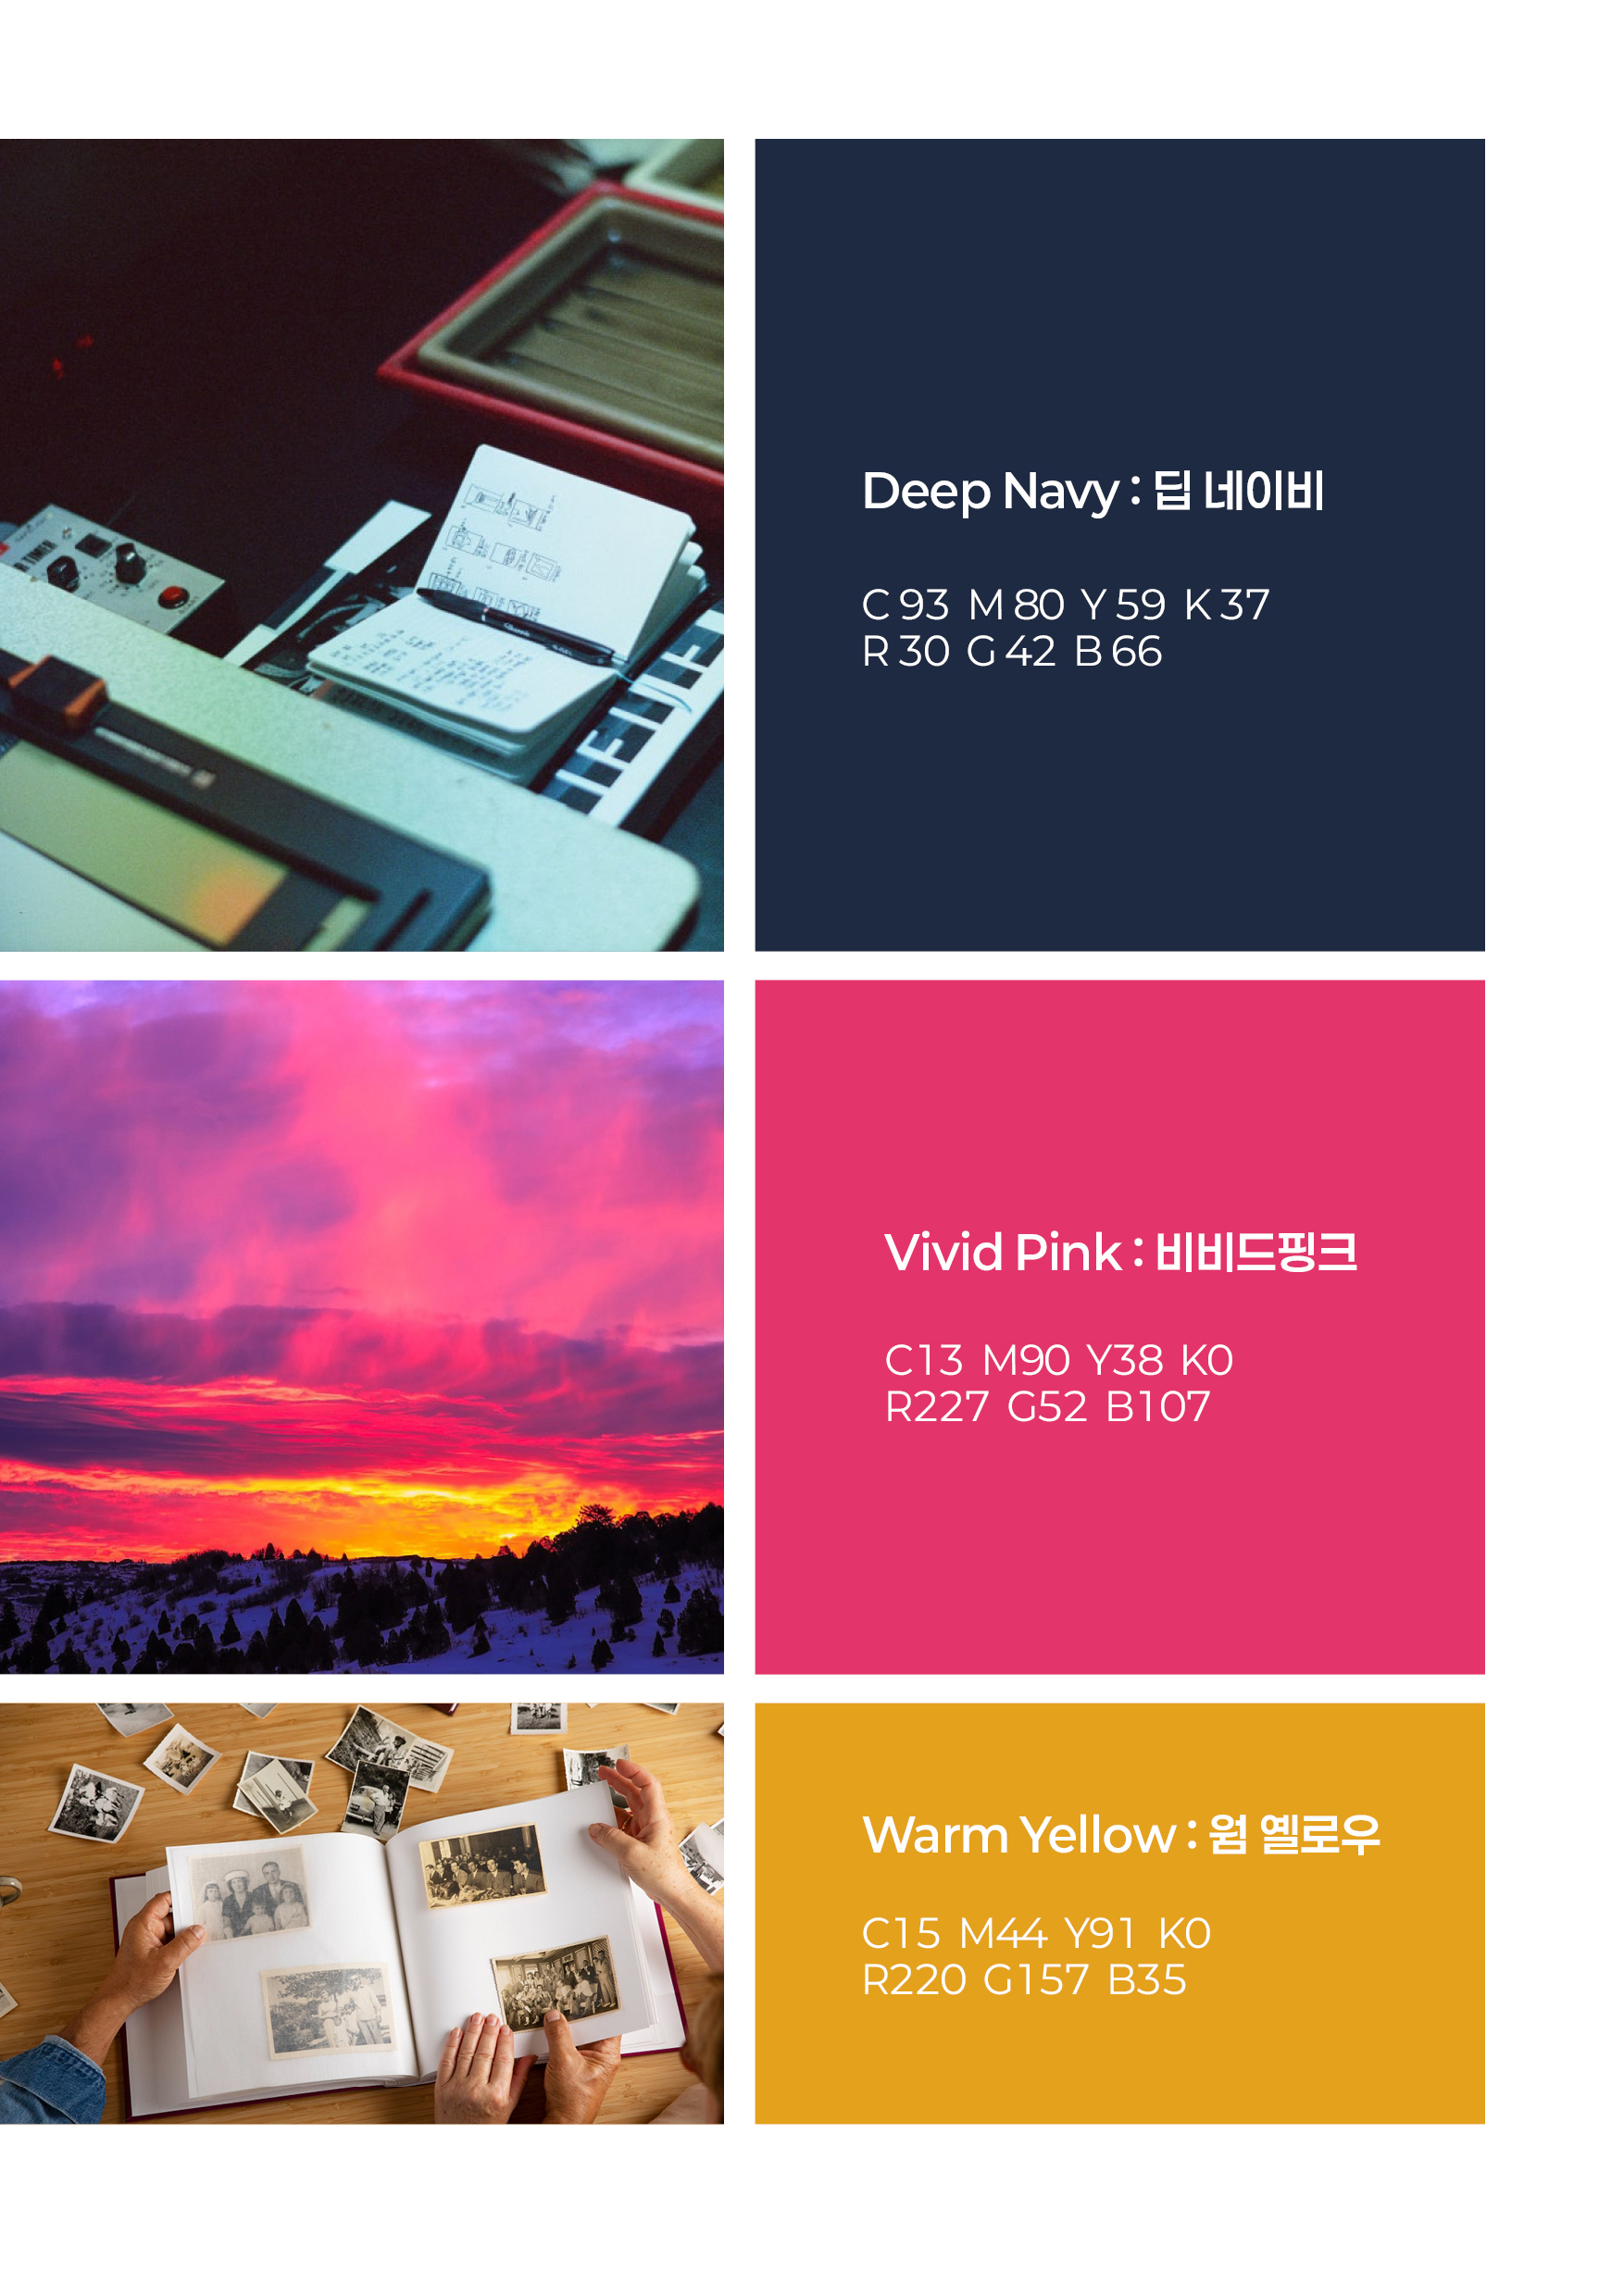 Deep Navy : 딥 네이비
C 93 M 80 Y 59 K 37
R 30 G 42 B 66
Vivid Pink : 비비드핑크
C13 M90 Y38 K0
R227 G52 B107
Warm Yellow : 웜 옐로우
C15 M44 Y91 K0
R220 G157 B35